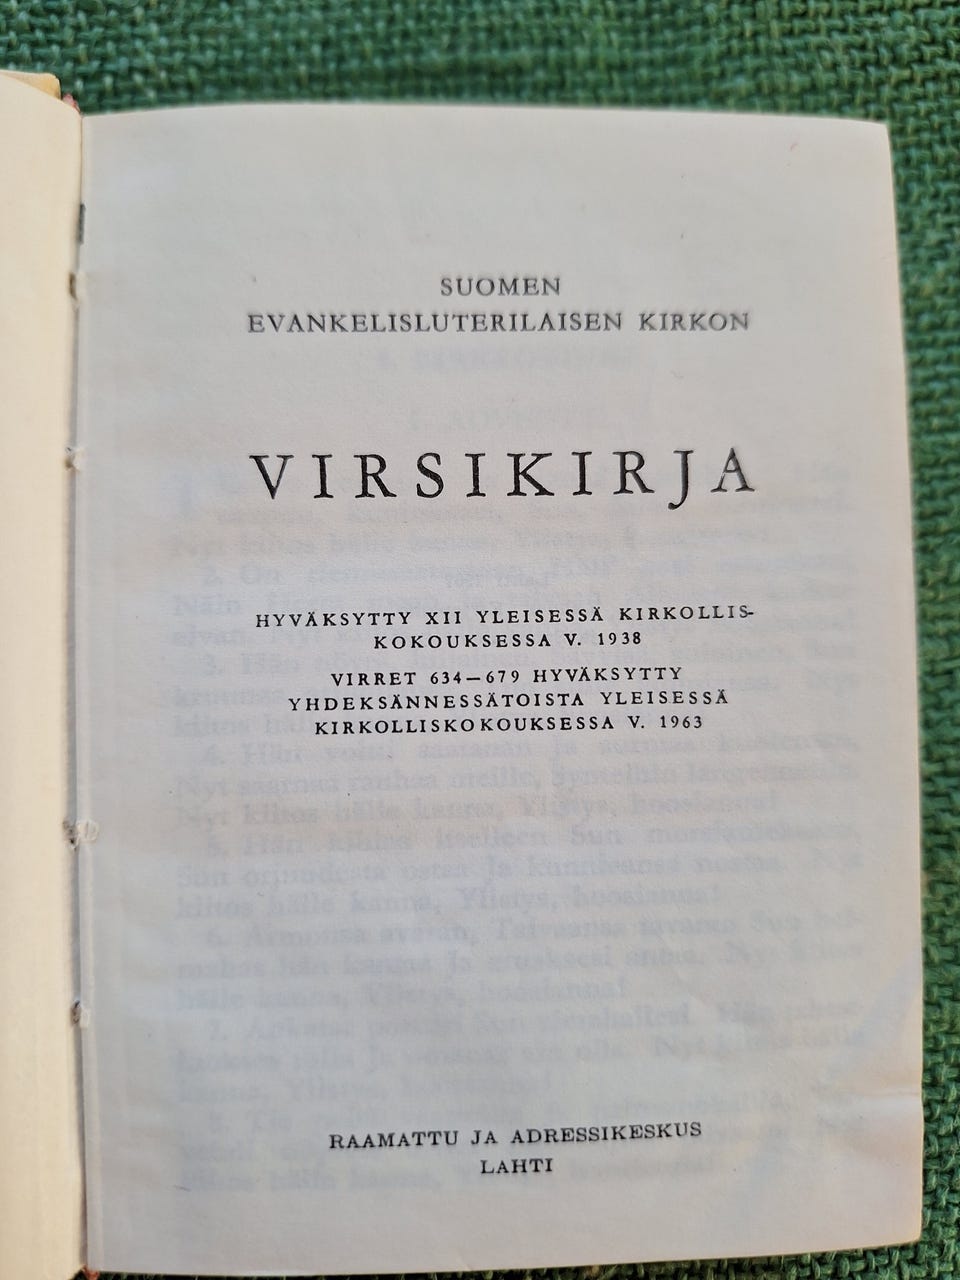 SUOMEN
EVANKELISLUTERILAISEN KIRKON
VIRSIKIRJA
HYVÄKSYTTY XII YLEISESSÄ KIRKOLLIS-
KOKOUKSESSA V. 1938
VIRRET 634—679 HYVÄKSYTTY
YHDEKSÄNNESSÄTOISTA YLEISESSÄ
KIRKOLLISKOKOUKSESSA V. 1963
RAAMATTU JA ADRESSIKESKUS
LAHTI